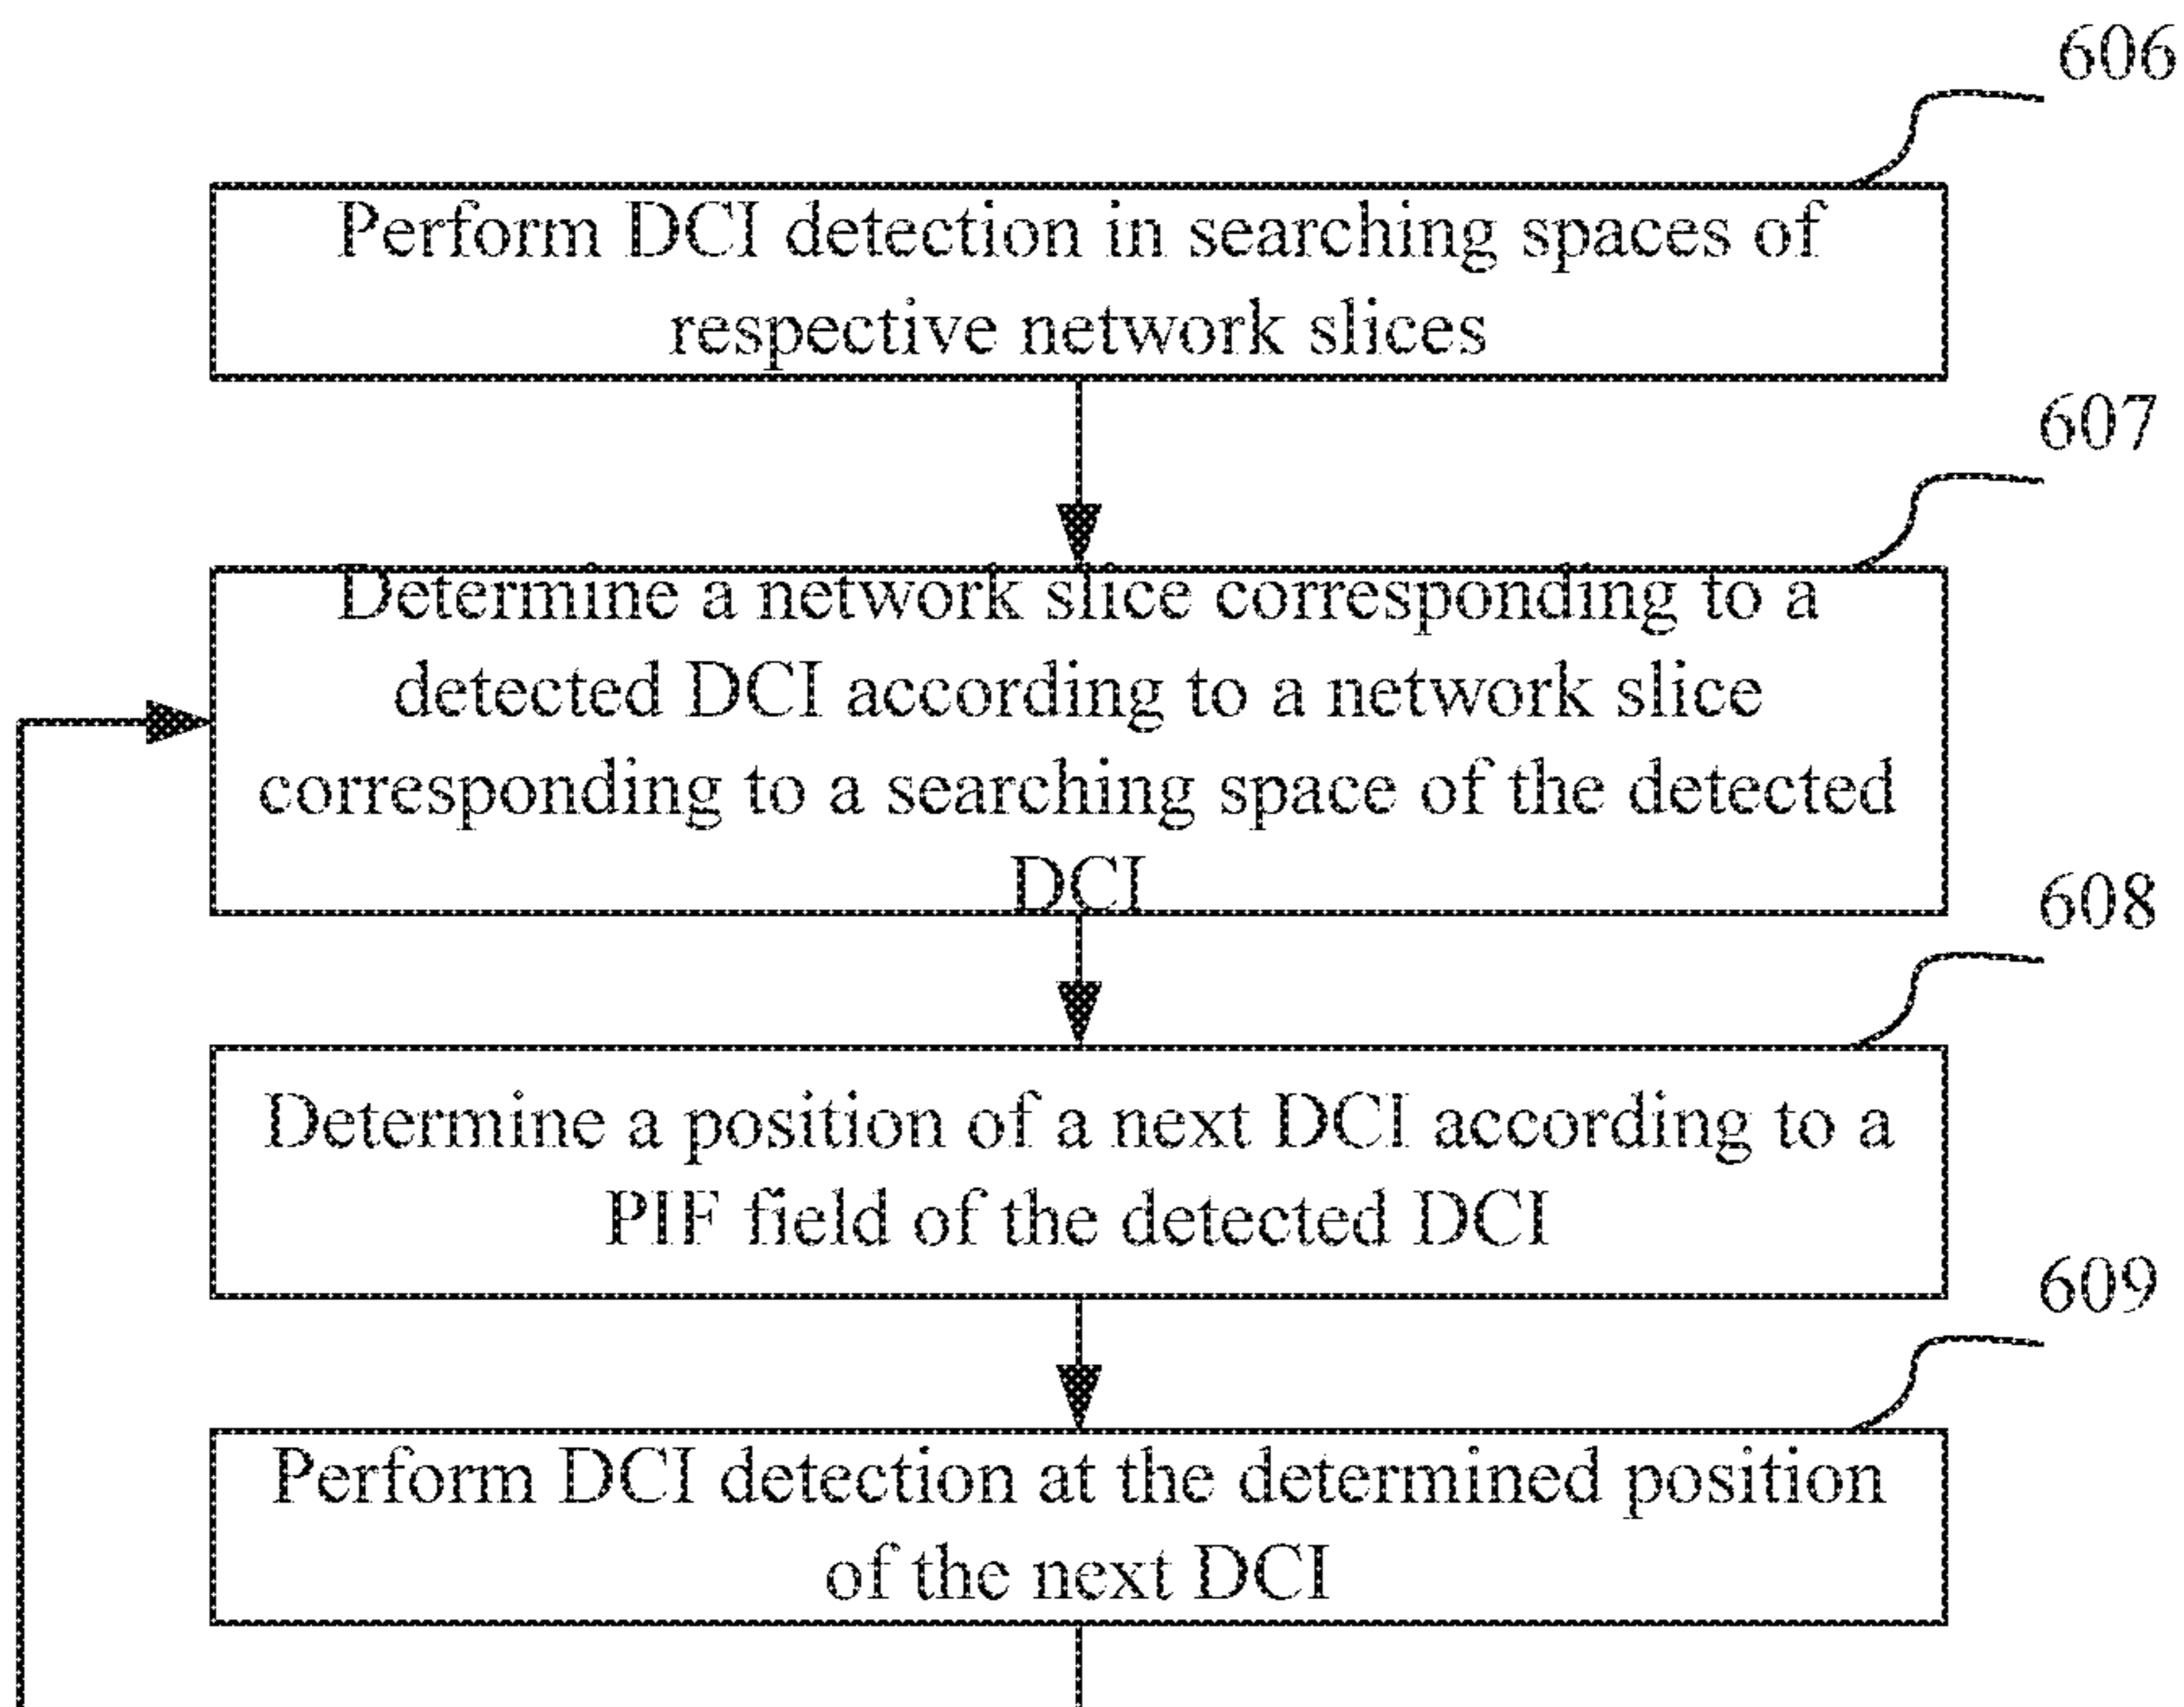 606
Perform DCI detection in searching spaces of
respective network slices
607
Determine a network slice corresponding to a
detected DCI according to a network slice
corresponding to a searching space of the detected
DCI
608
Determine a position of a next DCI according to a
PIF field of the detected DCI
609
Perform DCI detection at the determined position
of the next DCI